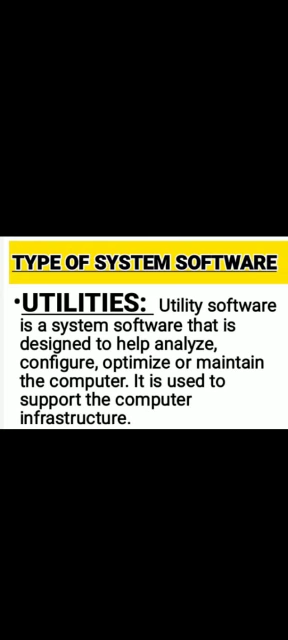 TYPE OF SYSTEM SOFTWARE
•UTILITIES: Utility software
is a system software that is
designed to help analyze,
configure, optimize or maintain
the computer. It is used to
support the computer
infrastructure.